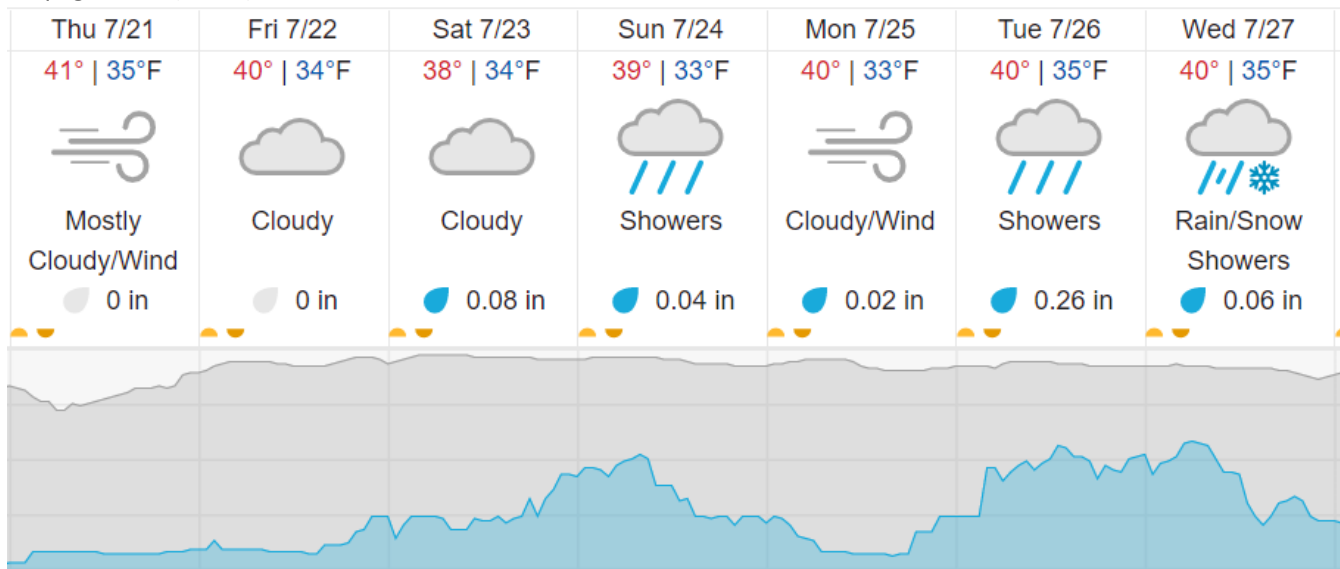 Thu 7/21 Fri 7/22 Sat 7/23 Sun 7/24 Mon 7/25 Tue 7/26 Wed 7/27
41° | 35°F 40° | 34°F 38° | 34°F 39° | 33°F 40° | 33°F 40° | 35°F 40° | 35°F
Mostly Cloudy Cloudy Showers Cloudy/Wind Showers Rain/Snow
Cloudy/Wind Showers
0 in 0 in 0.08 in 0.04 in 0.02 in 0.26 in 0.06 in